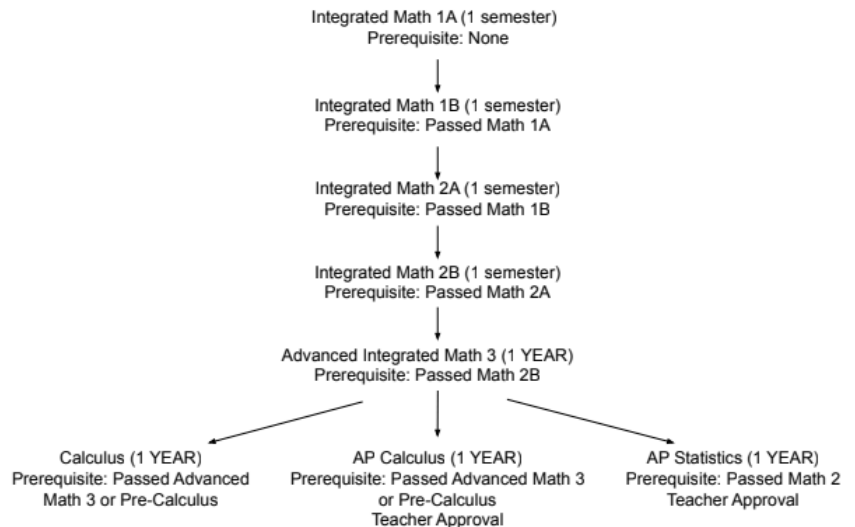 Integrated Math 1A (1 semester)
Prerequisite: None
Integrated Math 1B (1 semester)
Prerequisite: Passed Math 1A
Integrated Math 2A (1 semester)
Prerequisite: Passed Math 1B
Integrated Math 2B (1 semester)
Prerequisite: Passed Math 2A
Advanced Integrated Math 3 (1 YEAR)
Prerequisite: Passed Math 2B
Calculus (1 YEAR)
Prerequisite: Passed Advanced
Math 3 or Pre-Calculus
AP Calculus (1 YEAR)
Prerequisite: Passed Advanced Math 3
or Pre-Calculus
Teacher Approval
AP Statistics (1 YEAR)
Prerequisite: Passed Math 2
Teacher Approval